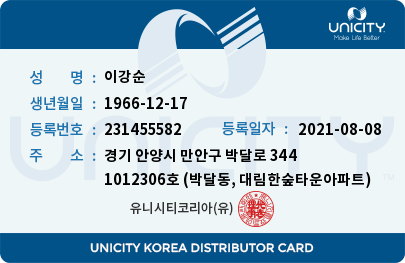 UNICITY
Make Life Better
성 명 : 이강순
생년월일 : 1966-12-17
등록번호 : 231455582 등록일자 : 2021-08-08
주 소 : 경기 안양시 만안구 박달로 344
1012306호 (박달동, 대림한숲타운아파트)
유니시티코리아(유)
UNICITY
UNICITY KOREA DISTRIBUTOR CARD